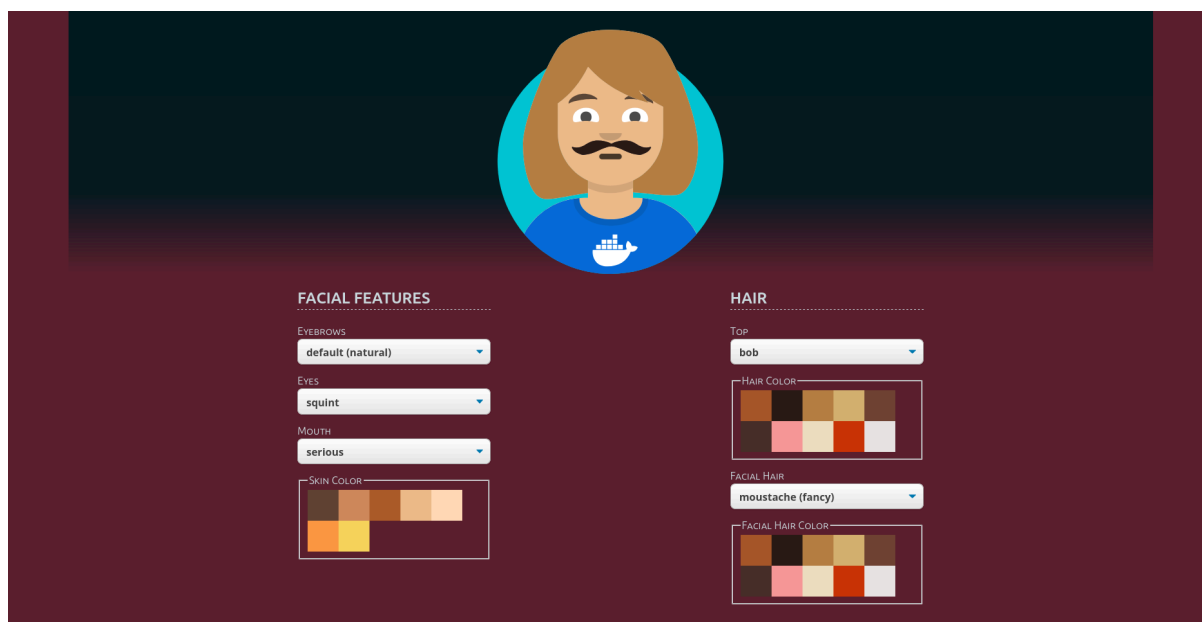 FACIAL FEATURES
Eyebrows
default (natural)
Eyes
squint
Mouth
serious
Skin Color
HAIR
Top
bob
Hair Color
Facial Hair
moustache (fancy)
Facial Hair Color